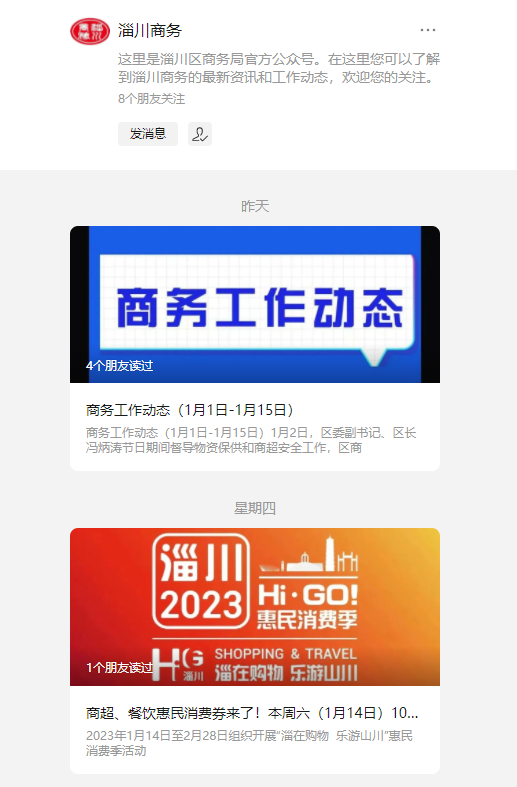 淄川商务
这里是淄川区商务局官方公众号。在这里您可以了解
到淄川商务的最新资讯和工作动态，欢迎您的关注。
8个朋友关注
发消息
昨天
商务工作动态
4个朋友读过
商务工作动态（1月1日-1月15日）
商务工作动态（1月1日-1月15日）1月2日，区委副书记、区长
冯炳涛节日期间督导物资保供和商超安全工作，区商
星期四
淄川
2023
Hi·GO!
惠民消费季
SHOPPING & TRAVEL
淄川
淄在购物 乐游山川
1个朋友读过
商超、餐饮惠民消费券来了！本周六（1月14日）10...
2023年1月14日至2月28日组织开展“淄在购物 乐游山川”惠民
消费季活动